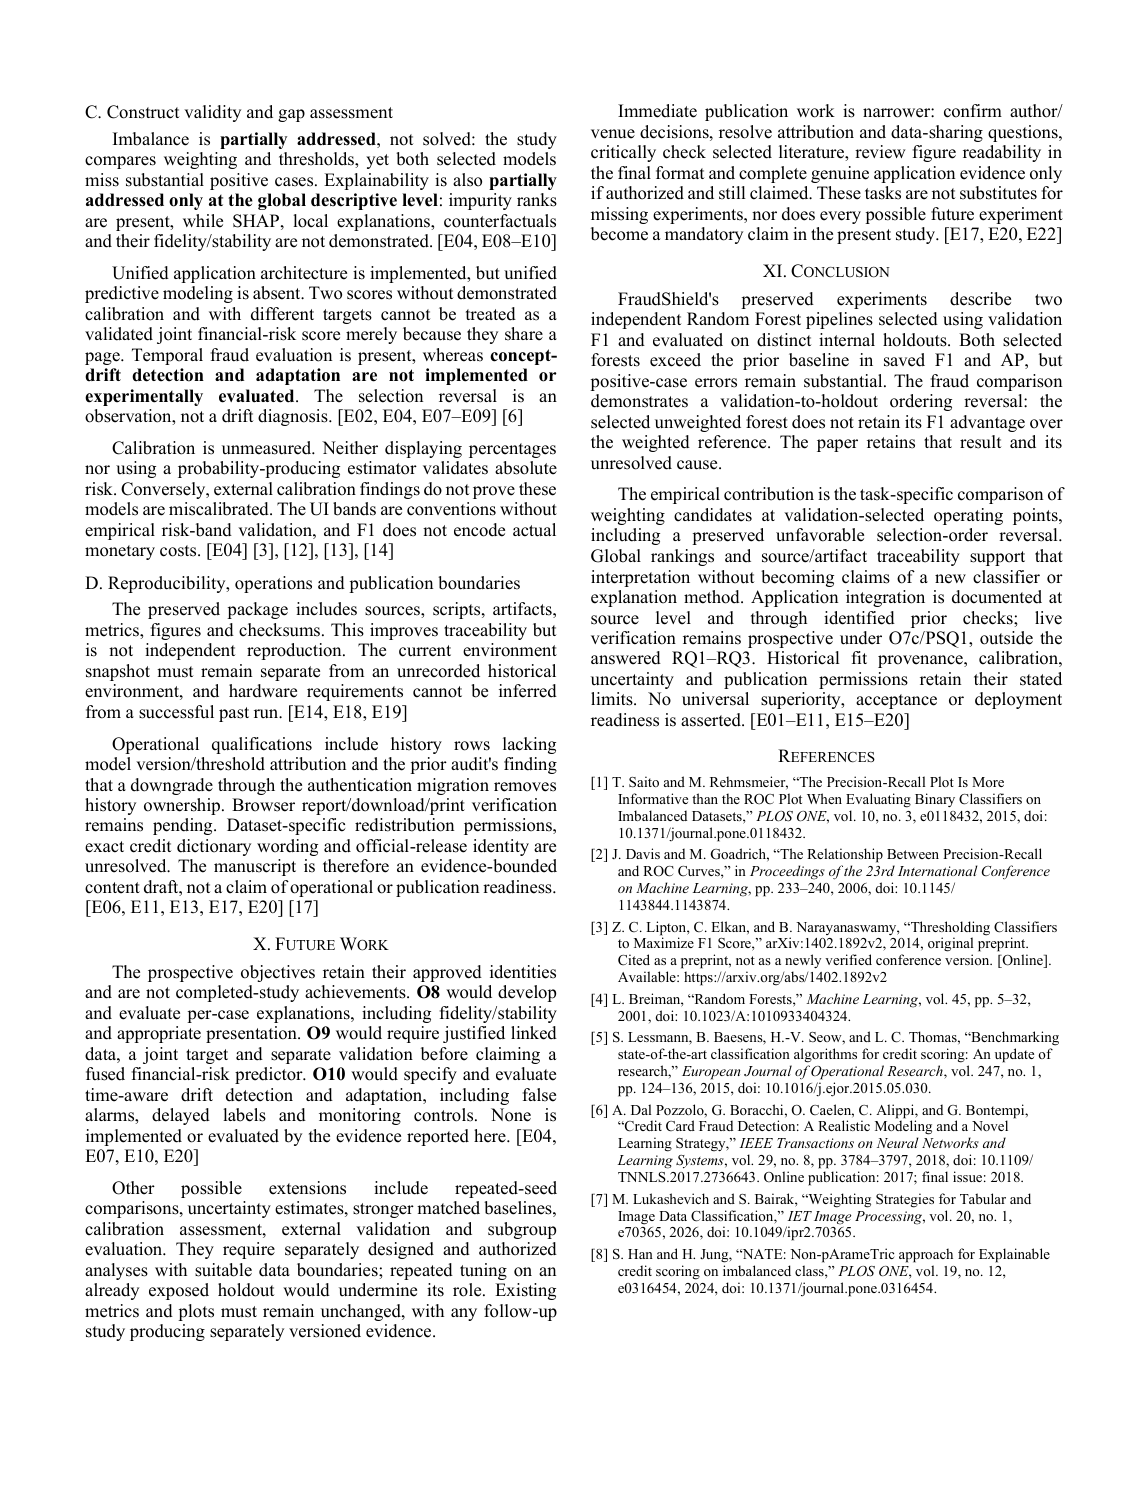 C. Construct validity and gap assessment
Imbalance is partially addressed, not solved: the study
compares weighting and thresholds, yet both selected models
miss substantial positive cases. Explainability is also partially
addressed only at the global descriptive level: impurity ranks
are present, while SHAP, local explanations, counterfactuals
and their fidelity/stability are not demonstrated. [E04, E08–E10]
Unified application architecture is implemented, but unified
predictive modeling is absent. Two scores without demonstrated
calibration and with different targets cannot be treated as a
validated joint financial-risk score merely because they share a
page. Temporal fraud evaluation is present, whereas concept-
drift detection and adaptation are not implemented or
experimentally evaluated. The selection reversal is an
observation, not a drift diagnosis. [E02, E04, E07–E09] [6]
Calibration is unmeasured. Neither displaying percentages
nor using a probability-producing estimator validates absolute
risk. Conversely, external calibration findings do not prove these
models are miscalibrated. The UI bands are conventions without
empirical risk-band validation, and F1 does not encode actual
monetary costs. [E04] [3], [12], [13], [14]
D. Reproducibility, operations and publication boundaries
The preserved package includes sources, scripts, artifacts,
metrics, figures and checksums. This improves traceability but
is not independent reproduction. The current environment
snapshot must remain separate from an unrecorded historical
environment, and hardware requirements cannot be inferred
from a successful past run. [E14, E18, E19]
Operational qualifications include history rows lacking
model version/threshold attribution and the prior audit's finding
that a downgrade through the authentication migration removes
history ownership. Browser report/download/print verification
remains pending. Dataset-specific redistribution permissions,
exact credit dictionary wording and official-release identity are
unresolved. The manuscript is therefore an evidence-bounded
content draft, not a claim of operational or publication readiness.
[E06, E11, E13, E17, E20] [17]
X. FUTURE WORK
The prospective objectives retain their approved identities
and are not completed-study achievements. O8 would develop
and evaluate per-case explanations, including fidelity/stability
and appropriate presentation. O9 would require justified linked
data, a joint target and separate validation before claiming a
fused financial-risk predictor. O10 would specify and evaluate
time-aware drift detection and adaptation, including false
alarms, delayed labels and monitoring controls. None is
implemented or evaluated by the evidence reported here. [E04,
E07, E10, E20]
Other possible extensions include repeated-seed
comparisons, uncertainty estimates, stronger matched baselines,
calibration assessment, external validation and subgroup
evaluation. They require separately designed and authorized
analyses with suitable data boundaries; repeated tuning on an
already exposed holdout would undermine its role. Existing
metrics and plots must remain unchanged, with any follow-up
study producing separately versioned evidence.
Immediate publication work is narrower: confirm author/
venue decisions, resolve attribution and data-sharing questions,
critically check selected literature, review figure readability in
the final format and complete genuine application evidence only
if authorized and still claimed. These tasks are not substitutes for
missing experiments, nor does every possible future experiment
become a mandatory claim in the present study. [E17, E20, E22]
XI. CONCLUSION
FraudShield's preserved experiments describe two
independent Random Forest pipelines selected using validation
F1 and evaluated on distinct internal holdouts. Both selected
forests exceed the prior baseline in saved F1 and AP, but
positive-case errors remain substantial. The fraud comparison
demonstrates a validation-to-holdout ordering reversal: the
selected unweighted forest does not retain its F1 advantage over
the weighted reference. The paper retains that result and its
unresolved cause.
The empirical contribution is the task-specific comparison of
weighting candidates at validation-selected operating points,
including a preserved unfavorable selection-order reversal.
Global rankings and source/artifact traceability support that
interpretation without becoming claims of a new classifier or
explanation method. Application integration is documented at
source level and through identified prior checks; live
verification remains prospective under O7c/PSQ1, outside the
answered RQ1–RQ3. Historical fit provenance, calibration,
uncertainty and publication permissions retain their stated
limits. No universal superiority, acceptance or deployment
readiness is asserted. [E01–E11, E15–E20]
REFERENCES
[1] T. Saito and M. Rehmsmeier, “The Precision-Recall Plot Is More
Informative than the ROC Plot When Evaluating Binary Classifiers on
Imbalanced Datasets,” PLOS ONE, vol. 10, no. 3, e0118432, 2015, doi:
10.1371/journal.pone.0118432.
[2] J. Davis and M. Goadrich, “The Relationship Between Precision-Recall
and ROC Curves,” in Proceedings of the 23rd International Conference
on Machine Learning, pp. 233–240, 2006, doi: 10.1145/
1143844.1143874.
[3] Z. C. Lipton, C. Elkan, and B. Narayanaswamy, “Thresholding Classifiers
to Maximize F1 Score,” arXiv:1402.1892v2, 2014, original preprint.
Cited as a preprint, not as a newly verified conference version. [Online].
Available: https://arxiv.org/abs/1402.1892v2
[4] L. Breiman, “Random Forests,” Machine Learning, vol. 45, pp. 5–32,
2001, doi: 10.1023/A:1010933404324.
[5] S. Lessmann, B. Baesens, H.-V. Seow, and L. C. Thomas, “Benchmarking
state-of-the-art classification algorithms for credit scoring: An update of
research,” European Journal of Operational Research, vol. 247, no. 1,
pp. 124–136, 2015, doi: 10.1016/j.ejor.2015.05.030.
[6] A. Dal Pozzolo, G. Boracchi, O. Caelen, C. Alippi, and G. Bontempi,
“Credit Card Fraud Detection: A Realistic Modeling and a Novel
Learning Strategy,” IEEE Transactions on Neural Networks and
Learning Systems, vol. 29, no. 8, pp. 3784–3797, 2018, doi: 10.1109/
TNNLS.2017.2736643. Online publication: 2017; final issue: 2018.
[7] M. Lukashevich and S. Bairak, “Weighting Strategies for Tabular and
Image Data Classification,” IET Image Processing, vol. 20, no. 1,
e70365, 2026, doi: 10.1049/ipr2.70365.
[8] S. Han and H. Jung, “NATE: Non-pArameTric approach for Explainable
credit scoring on imbalanced class,” PLOS ONE, vol. 19, no. 12,
e0316454, 2024, doi: 10.1371/journal.pone.0316454.